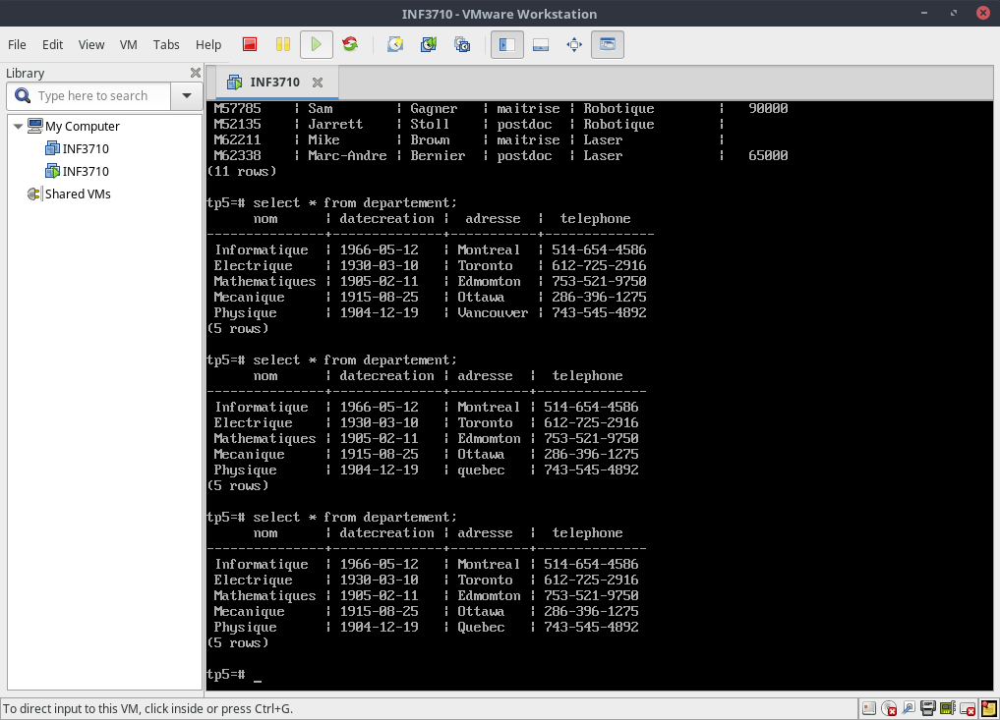 INF3710 - VMware Workstation
File Edit View VM Tabs Help
Library
Type here to search
My Computer
INF3710
INF3710
Shared VMs
INF3710
M57785 | Sam | Gagner | maitrise | Robotique | 90000
M52135 | Jarrett | Stoll | postdoc | Robotique |
M62211 | Mike | Brown | maitrise | Laser |
M62338 | Marc-Andre | Bernier | postdoc | Laser | 65000
(11 rows)
tp5=# select * from departement;
nom | datecreation | adresse | telephone
---------------+--------------+-----------+--------------
Informatique | 1966-05-12 | Montreal | 514-654-4586
Electrique | 1930-03-10 | Toronto | 612-725-2916
Mathematiques | 1905-02-11 | Edmomton | 753-521-9750
Mecanique | 1915-08-25 | Ottawa | 286-396-1275
Physique | 1904-12-19 | Vancouver | 743-545-4892
(5 rows)
tp5=# select * from departement;
nom | datecreation | adresse | telephone
---------------+--------------+----------+--------------
Informatique | 1966-05-12 | Montreal | 514-654-4586
Electrique | 1930-03-10 | Toronto | 612-725-2916
Mathematiques | 1905-02-11 | Edmomton | 753-521-9750
Mecanique | 1915-08-25 | Ottawa | 286-396-1275
Physique | 1904-12-19 | quebec | 743-545-4892
(5 rows)
tp5=# select * from departement;
nom | datecreation | adresse | telephone
---------------+--------------+----------+--------------
Informatique | 1966-05-12 | Montreal | 514-654-4586
Electrique | 1930-03-10 | Toronto | 612-725-2916
Mathematiques | 1905-02-11 | Edmomton | 753-521-9750
Mecanique | 1915-08-25 | Ottawa | 286-396-1275
Physique | 1904-12-19 | Quebec | 743-545-4892
(5 rows)
tp5=# _
To direct input to this VM, click inside or press Ctrl+G.